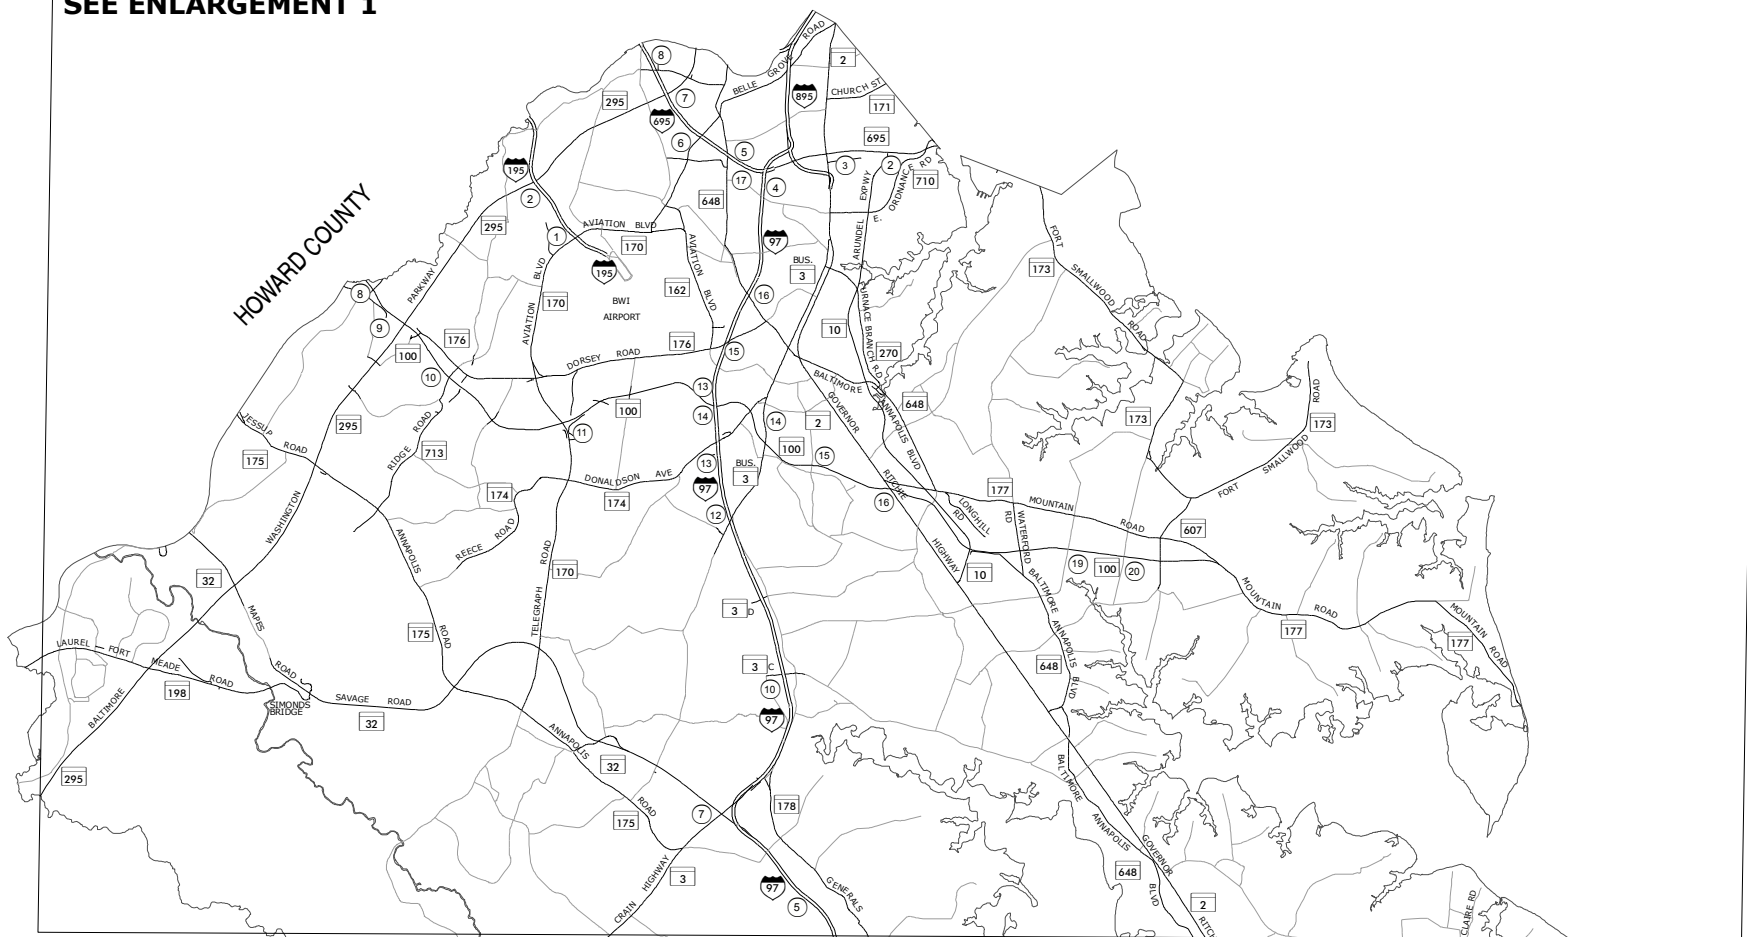 SEE ENLARGEMENT 1
HOWARD COUNTY
8
ROAD
2
BELLE GROVE
7
295
895
CHURCH ST.
171
695
6
5
695
3
2
ORDNANCE RD
195
17
4
EXPWY
710
2
648
E.
295
AVIATION BLVD
1
170
97
ARUNDEL
FORT
AVIATION
BLVD
BUS.
3
173
SMALLWOOD
ROAD
195
BLVD
162
PARKWAY
8
170
BWI
AIRPORT
16
FURNACE BRANCH RD
9
AVIATION
10
176
176
100
DORSEY ROAD
15
270
10
13
BALTIMORE
ANNAPOLIS
BLVD
GOVERNOR
648
ROAD
100
14
14
2
173
173
JESSUP
ROAD
295
RIDGE ROAD
11
100
713
15
SMALLWOOD
175
13
BUS.
3
DONALDSON AVE
97
RITCHIE
177
FORT
174
174
16
MOUNTAIN
ROAD
WASHINGTON
12
LONGHILL
RD
WATERFORD
RD
607
ANNAPOLIS
REECE ROAD
HIGHWAY
ROAD
32
170
10
19
100
20
BALTIMORE
MOUNTAIN
ROAD
MOUNTAIN
ROAD
MAPES
TELEGRAPH
3 D
175
ROAD
ANNAPOLIS
177
177
LAUREL
FORT
MEADE
ROAD
ROAD
3 C
648
BLVD
198
SAVAGE ROAD
10
BALTIMORE
SIMONDS
BRIDGE
32
97
ANNAPOLIS
BALTIMORE
32
295
ROAD
178
7
175
ANNAPOLIS
GOVERNOR
HIGHWAY
3
97
GENERALS
648
BLVD
5
2
CRAIN
RITCH
CLAIRE RD